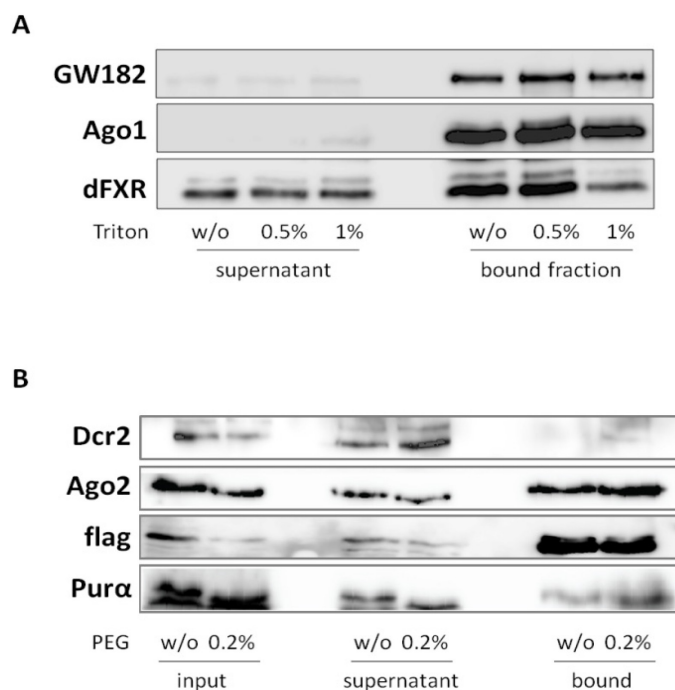 A
GW182
Ago1
dFXR
Triton w/o 0.5% 1% w/o 0.5% 1%
supernatant bound fraction
B
Dcr2
Ago2
flag
Purα
PEG w/o 0.2% w/o 0.2% w/o 0.2%
input supernatant bound